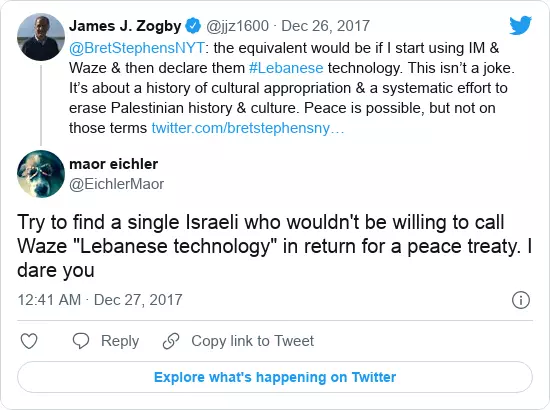 James J. Zogby @jjz1600 · Dec 26, 2017
@BretStephensNYT: the equivalent would be if I start using IM &
Waze & then declare them #Lebanese technology. This isn’t a joke.
It’s about a history of cultural appropriation & a systematic effort to
erase Palestinian history & culture. Peace is possible, but not on
those terms twitter.com/bretstephensny…
maor eichler
@EichlerMaor
Try to find a single Israeli who wouldn't be willing to call
Waze "Lebanese technology" in return for a peace treaty. I
dare you
12:41 AM · Dec 27, 2017
Reply
Copy link to Tweet
Explore what's happening on Twitter